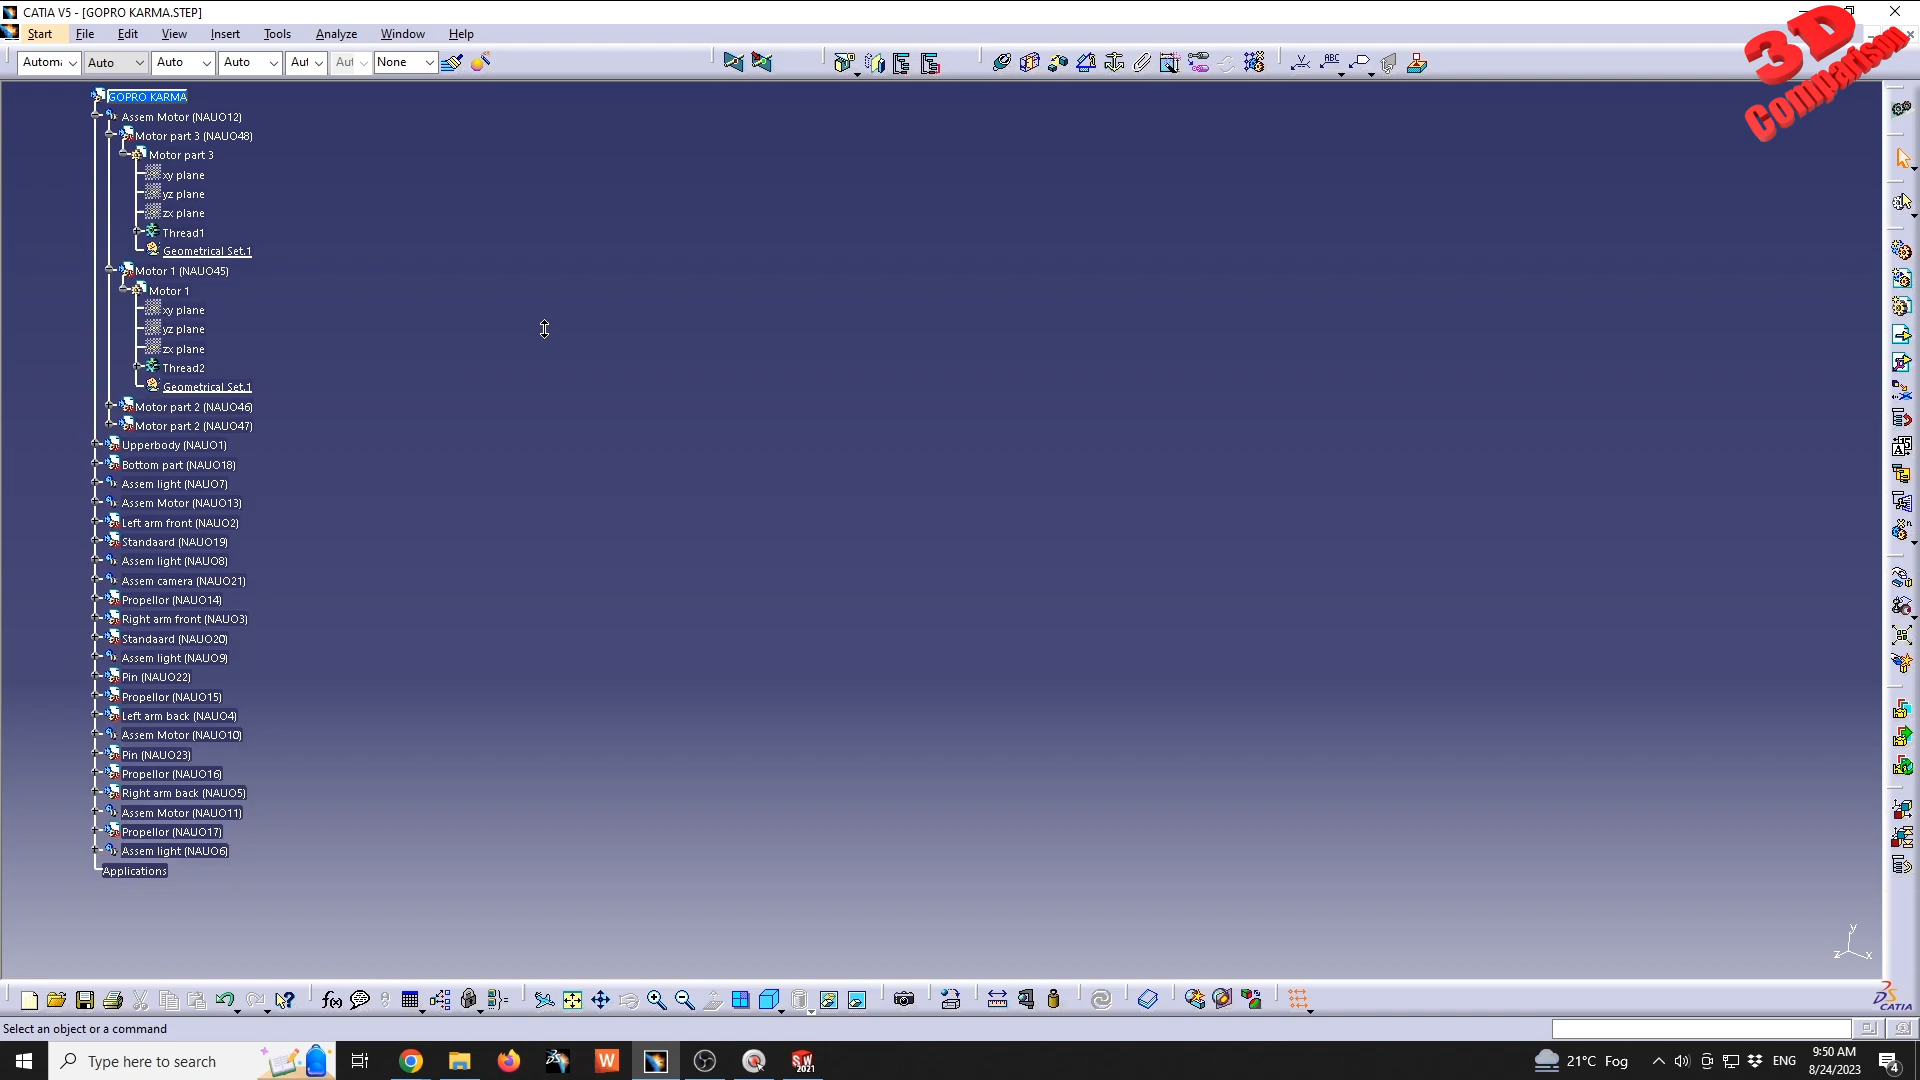 CATIA V5 - [GOPRO KARMA.STEP]
Start File Edit View Insert Tools Analyze Window Help
3D Comparison
Auto Auto Auto None
GOPRO KARMA
Assem Motor (NAUO12)
Motor part 3 (NAUO48)
Motor part 3
xy plane
yz plane
zx plane
Thread1
Geometrical Set.1
Motor 1 (NAUO45)
Motor 1
xy plane
yz plane
zx plane
Thread2
Geometrical Set.1
Motor part 2 (NAUO46)
Motor part 2 (NAUO47)
Upperbody (NAUO1)
Bottom part (NAUO18)
Assem light (NAUO7)
Assem Motor (NAUO13)
Left arm front (NAUO2)
Standaard (NAUO19)
Assem light (NAUO8)
Assem camera (NAUO21)
Propellor (NAUO14)
Right arm front (NAUO3)
Standaard (NAUO20)
Assem light (NAUO9)
Pin (NAUO22)
Propellor (NAUO15)
Left arm back (NAUO4)
Assem Motor (NAUO10)
Pin (NAUO23)
Propellor (NAUO16)
Right arm back (NAUO5)
Assem Motor (NAUO11)
Propellor (NAUO17)
Assem light (NAUO6)
Applications
y
z x
f(x)
CATIA
Select an object or a command
Type here to search
W
SW 2021
21°C Fog
ENG
9:50 AM
8/24/2023
4